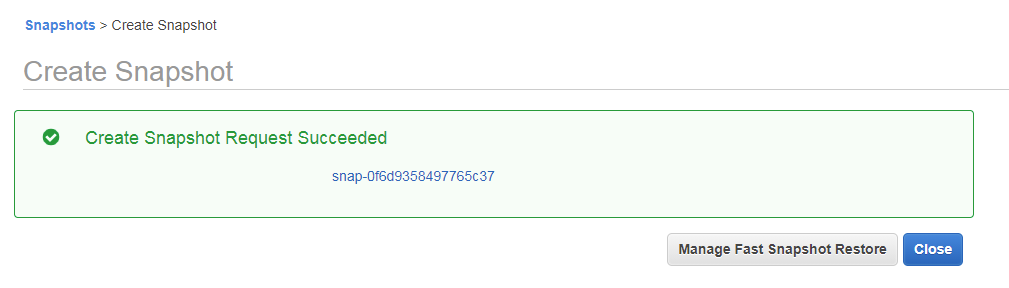 Snapshots > Create Snapshot
Create Snapshot
Create Snapshot Request Succeeded
snap-0f6d9358497765c37
Manage Fast Snapshot Restore
Close